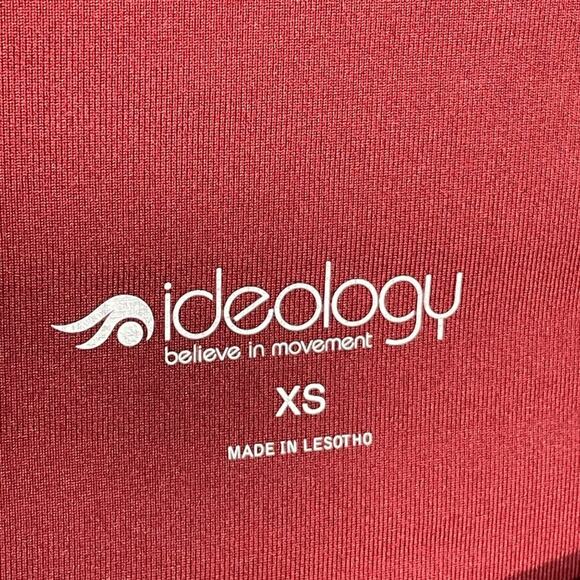 ideology
believe in movement
XS
MADE IN LESOTHO